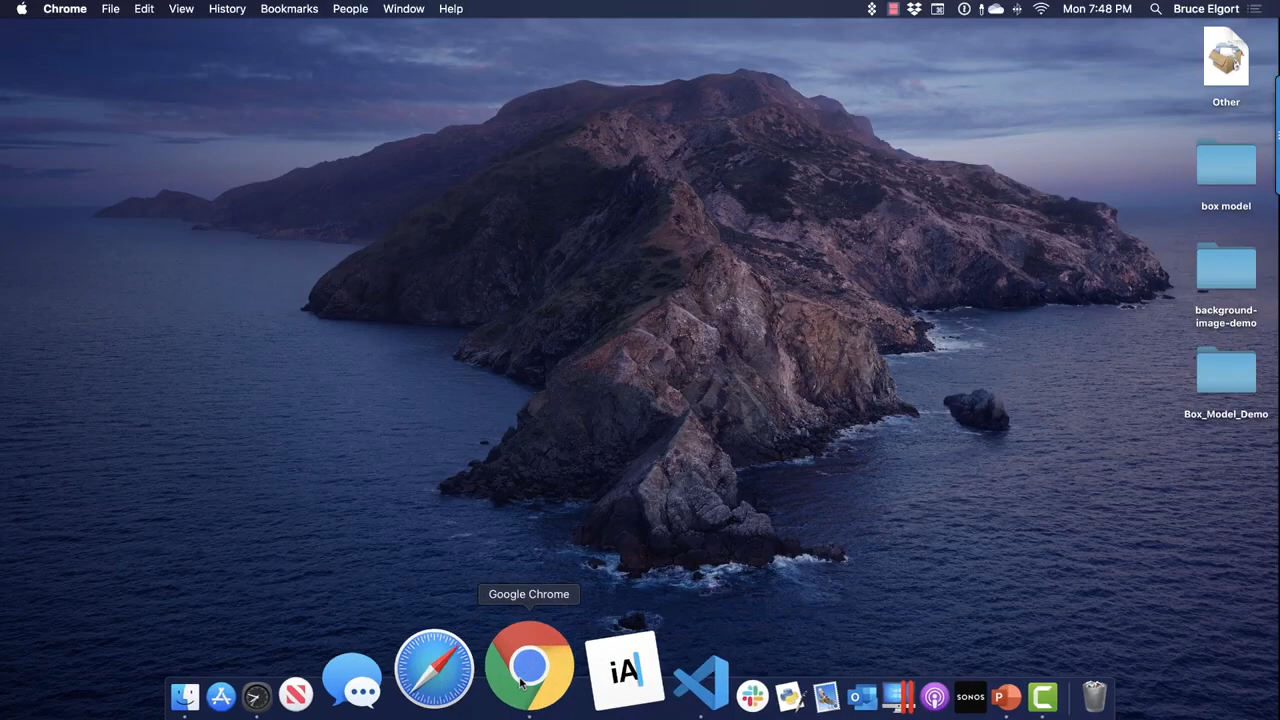 Chrome File Edit View History Bookmarks People Window Help Mon 7:48 PM Bruce Elgort
Other
box model
background-
image-demo
Box_Model_Demo
Google Chrome
iA
SONOS